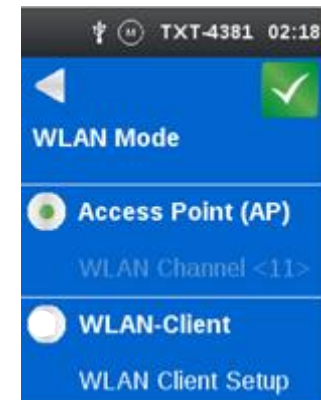 TXT-4381 02:18
WLAN Mode
Access Point (AP)
WLAN Channel <11>
WLAN-Client
WLAN Client Setup